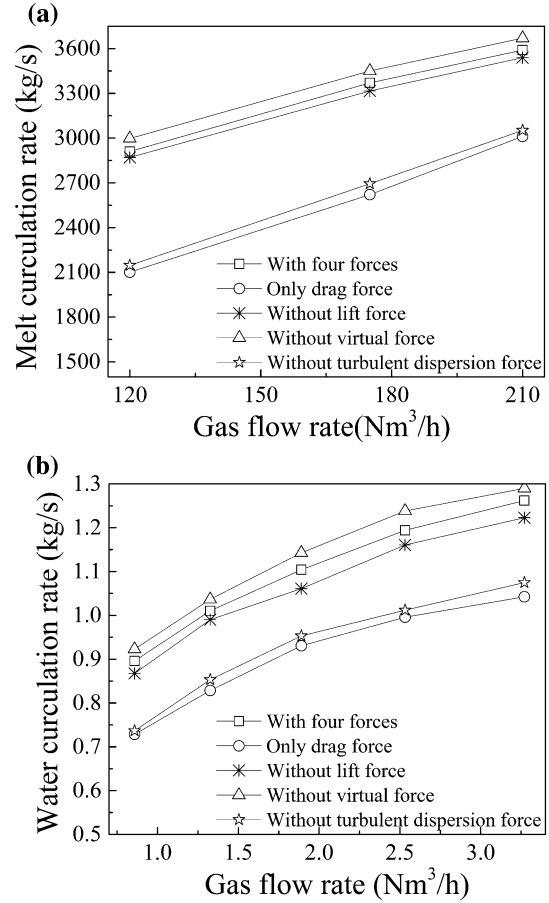 (a)
Melt curculation rate (kg/s)
3600
3300
3000
2700
2400
2100
1800
1500
With four forces
Only drag force
Without lift force
Without virtual force
Without turbulent dispersion force
120 150 180 210
Gas flow rate(Nm³/h)
(b)
Water curculation rate (kg/s)
1.3
1.2
1.1
1.0
0.9
0.8
0.7
0.6
0.5
With four forces
Only drag force
Without lift force
Without virtual force
Without turbulent dispersion force
1.0 1.5 2.0 2.5 3.0
Gas flow rate (Nm³/h)